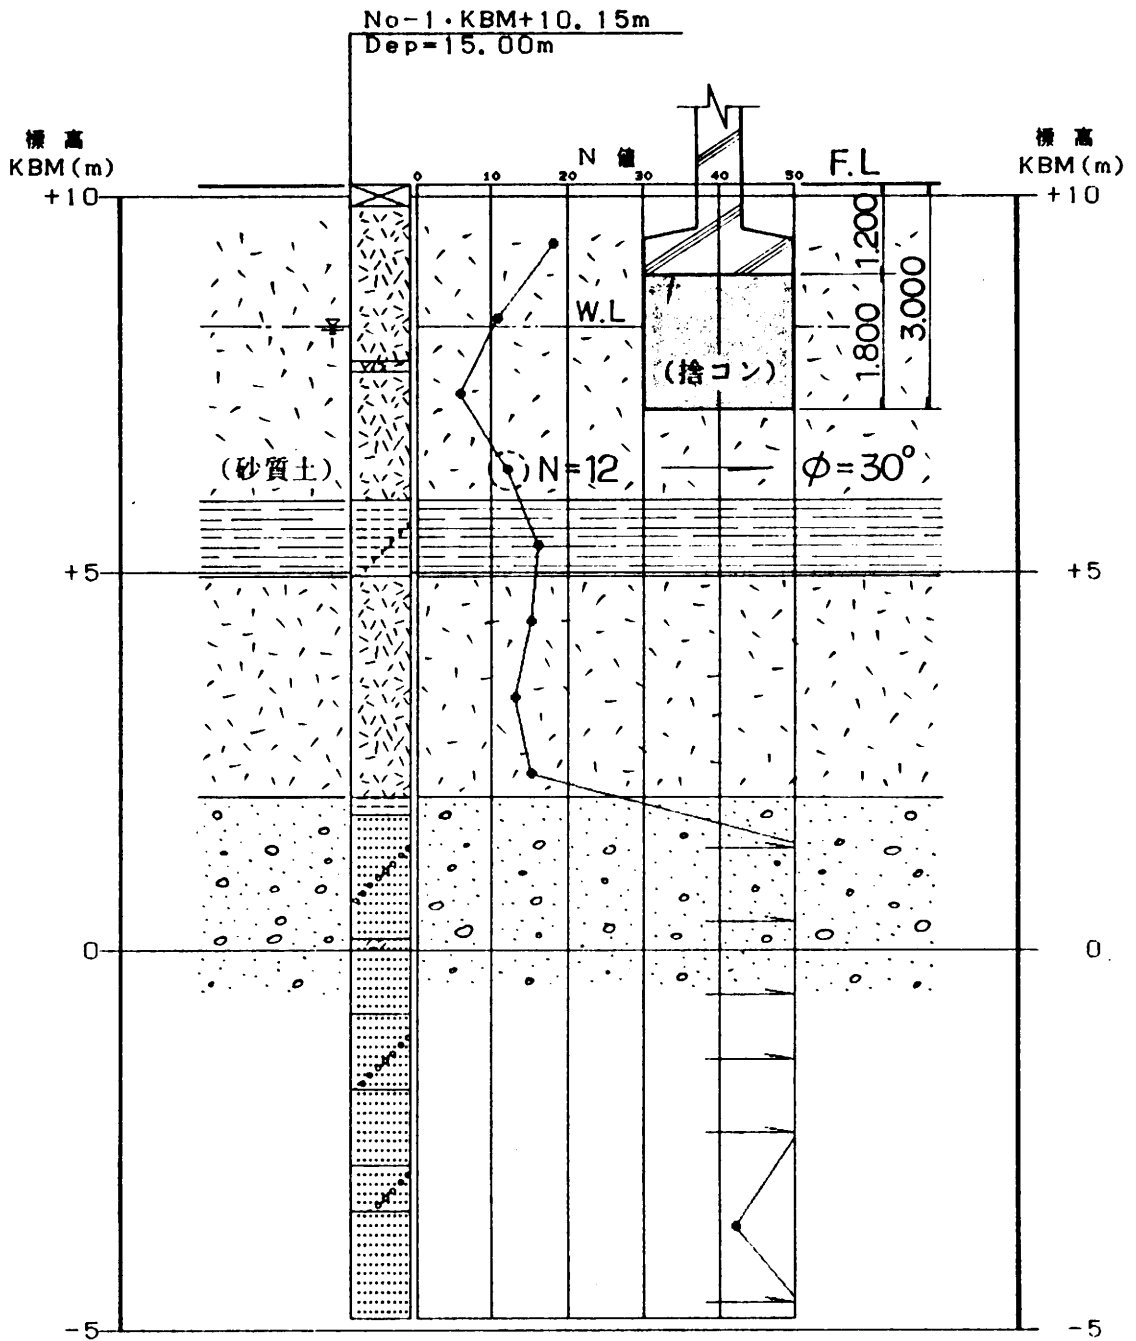 No-1・KBM+10.15m
Dep=15.00m
標高
KBM(m)
N 値
F.L
標高
KBM(m)
0 10 20 30 40 50
+10
+10
1.200
W.L
3.000
1.800
(捨コン)
(砂質土)
N=12
φ=30°
+5
+5
0
0
-5
-5